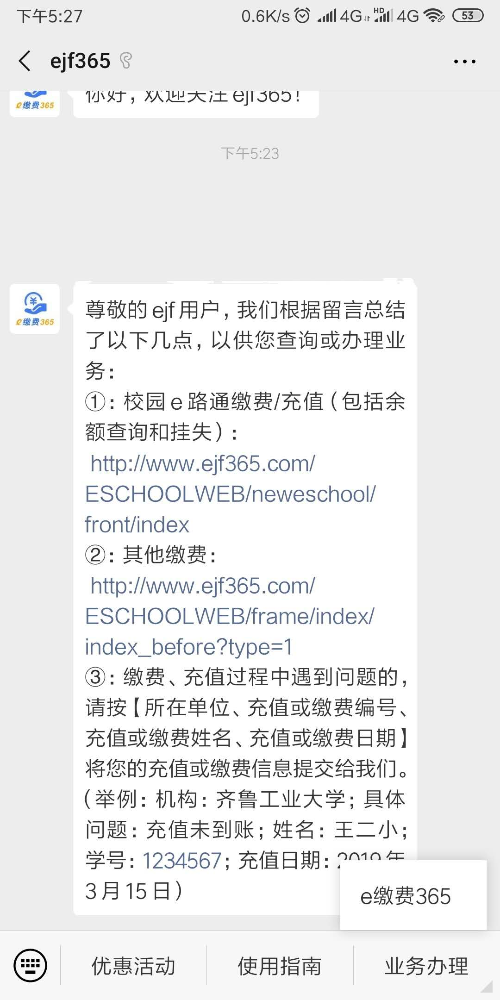 下午5:27
0.6K/s 4G HD 4G 53
ejf365
你好，欢迎关注ejf365！
e缴费365
下午5:23
¥
e缴费365
尊敬的ejf用户，我们根据留言总结
了以下几点，以供您查询或办理业
务：
①：校园e路通缴费/充值（包括余
额查询和挂失）：
http://www.ejf365.com/
ESCHOOLWEB/neweschool/
front/index
②：其他缴费：
http://www.ejf365.com/
ESCHOOLWEB/frame/index/
index_before?type=1
③：缴费、充值过程中遇到问题的，
请按【所在单位、充值或缴费编号、
充值或缴费姓名、充值或缴费日期】
将您的充值或缴费信息提交给我们。
（举例：机构：齐鲁工业大学；具体
问题：充值未到账；姓名：王二小；
学号：1234567；充值日期：2019年
3月15日）
e缴费365
优惠活动
使用指南
业务办理